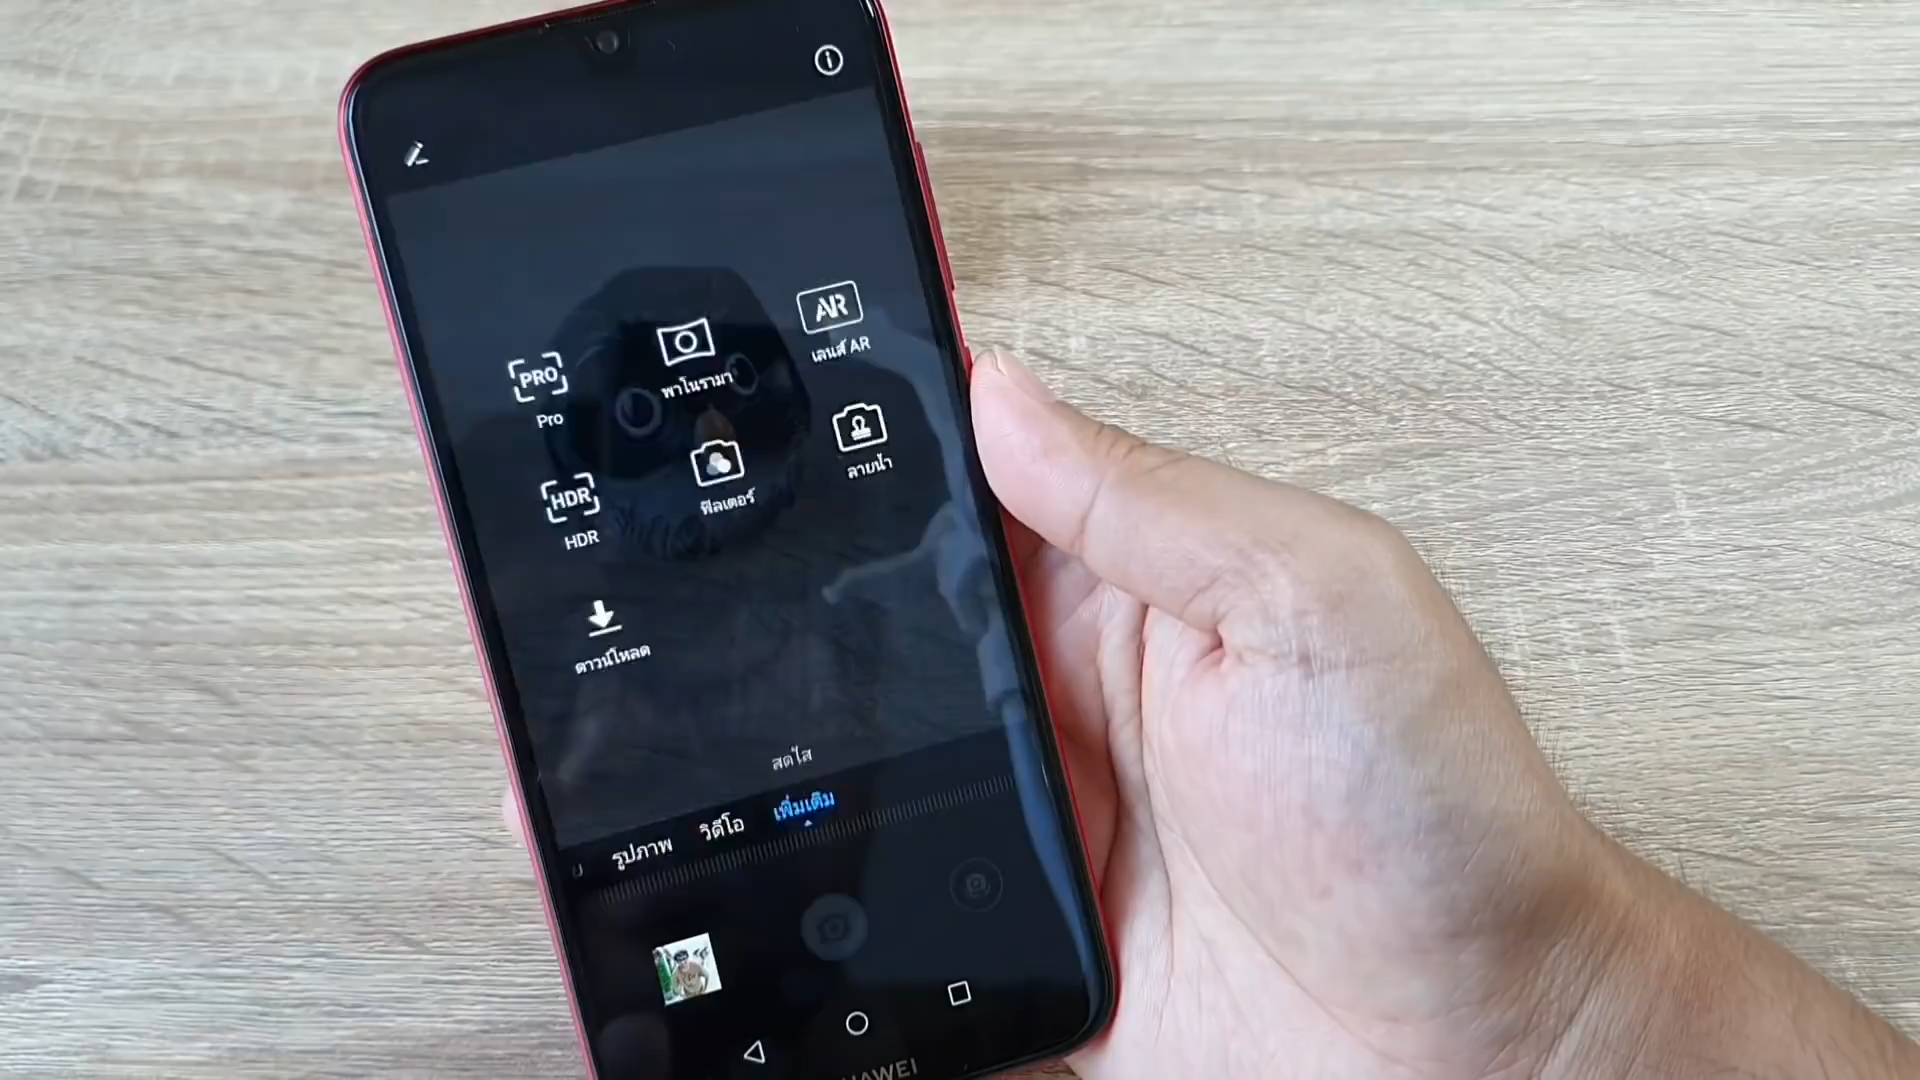 PRO
Pro
พาโนรามา
AR
เลนส์ AR
HDR
HDR
ฟิลเตอร์
ลายน้ำ
ดาวน์โหลด
สดใส
รูปภาพ วิดีโอ เพิ่มเติม